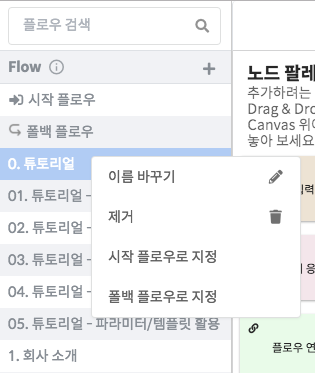 플로우 검색
Flow
시작 플로우
폴백 플로우
0. 튜토리얼
01. 튜토리얼 -
02. 튜토리얼 -
03. 튜토리얼 -
04. 튜토리얼 -
05. 튜토리얼 - 파라미터/템플릿 활용
1. 회사 소개
이름 바꾸기
제거
시작 플로우로 지정
폴백 플로우로 지정
노드 팔레
추가하려는
Drag & Dro
Canvas 위에
놓아 보세요
플로우 연